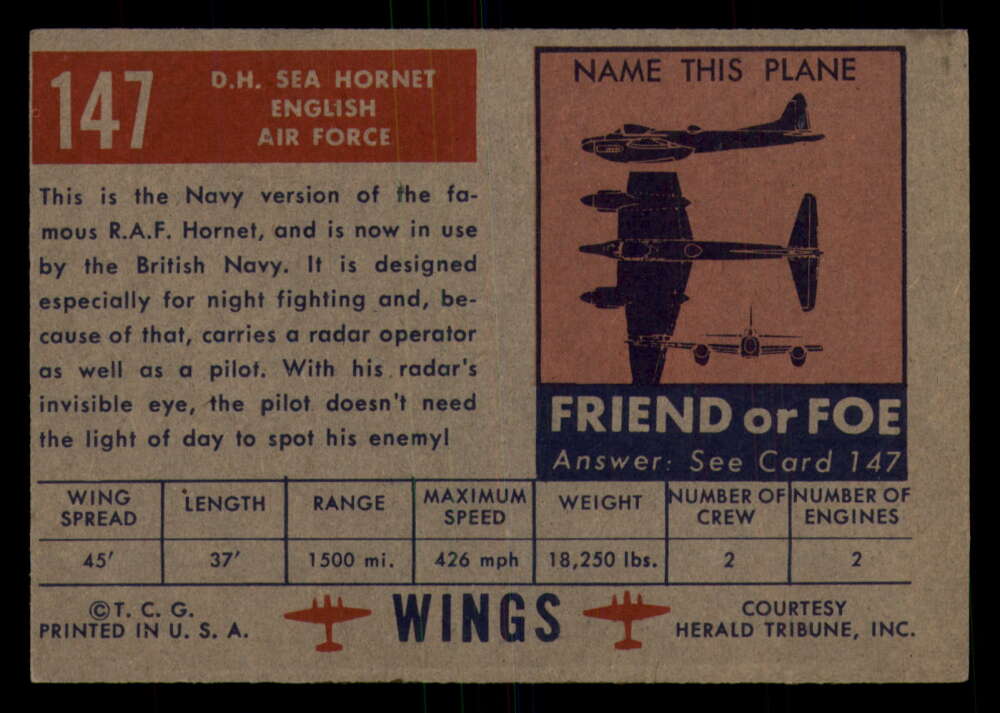 147
D.H. SEA HORNET
ENGLISH
AIR FORCE
This is the Navy version of the fa-
mous R.A.F. Hornet, and is now in use
by the British Navy. It is designed
especially for night fighting and, be-
cause of that, carries a radar operator
as well as a pilot. With his radar's
invisible eye, the pilot doesn't need
the light of day to spot his enemy!
NAME THIS PLANE
FRIEND or FOE
Answer: See Card 147
WING SPREAD LENGTH RANGE MAXIMUM SPEED WEIGHT NUMBER OF CREW NUMBER OF ENGINES
45' 37' 1500 mi. 426 mph 18,250 lbs. 2 2
©T. C. G.
PRINTED IN U. S. A.
WINGS
COURTESY
HERALD TRIBUNE, INC.